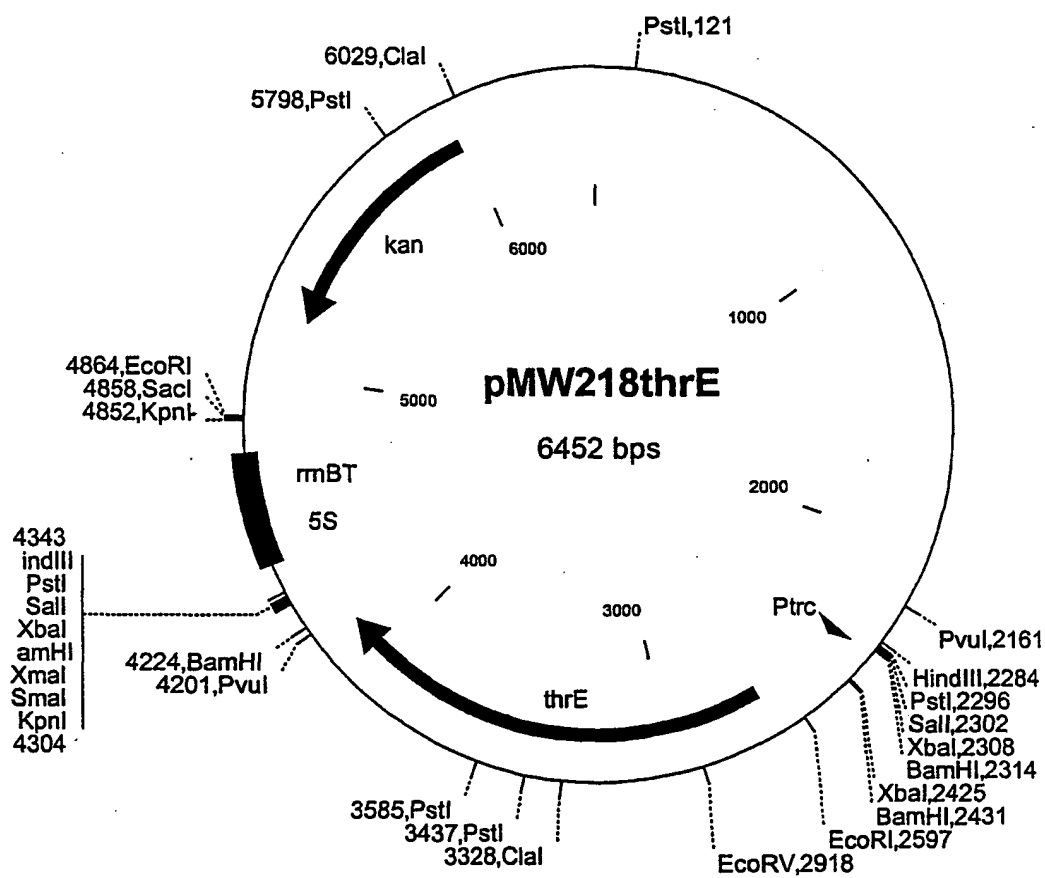 PstI,121
6029,ClaI
5798,PstI
kan
6000
1000
4864,EcoRI
4858,SacI
4852,KpnI
5000
pMW218thrE
6452 bps
rrnBT
5S
2000
4343
indIII
PstI
SalI
XbaI
amHI
XmaI
SmaI
KpnI
4304
4000
3000
Ptrc
PvuI,2161
4224,BamHI
4201,PvuI
thrE
HindIII,2284
PstI,2296
SalI,2302
XbaI,2308
BamHI,2314
XbaI,2425
BamHI,2431
EcoRI,2597
3585,PstI
3437,PstI
3328,ClaI
EcoRV,2918